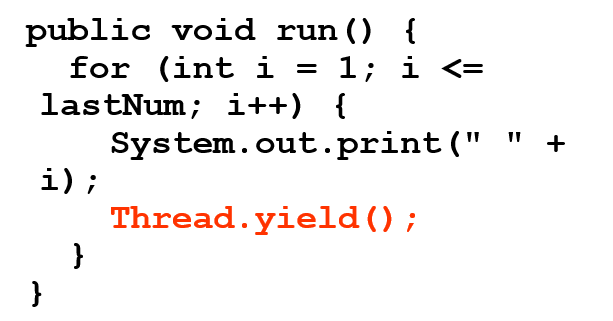 public void run() {
for (int i = 1; i <=
lastNum; i++) {
System.out.print(" " +
i);
Thread.yield();
}
}